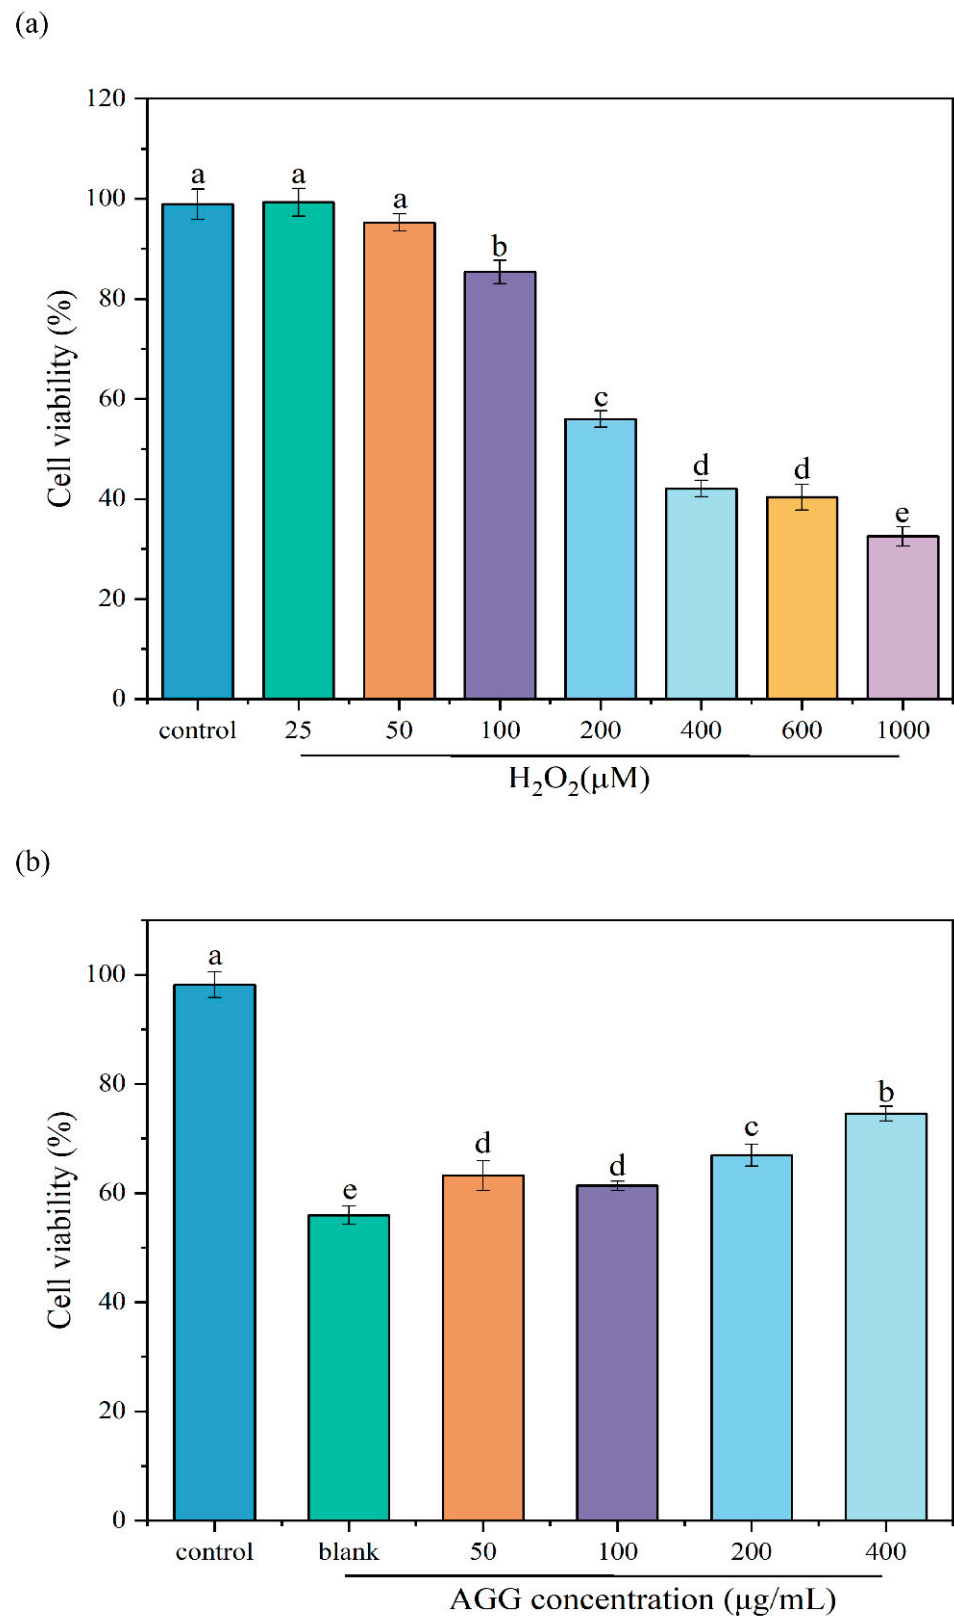 (a)
120
100
80
60
40
20
0
Cell viability (%)
a a a b c d d e
control 25 50 100 200 400 600 1000
H₂O₂(μM)
(b)
100
80
60
40
20
0
Cell viability (%)
a e d d c b
control blank 50 100 200 400
AGG concentration (μg/mL)